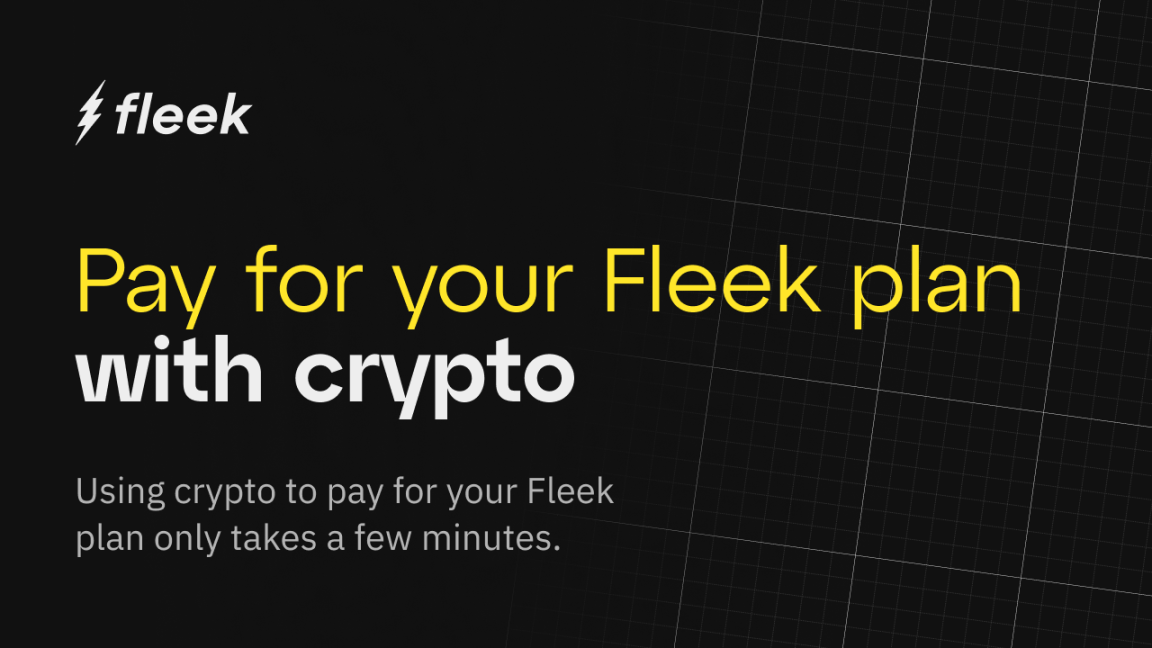 fleek
Pay for your Fleek plan
with crypto
Using crypto to pay for your Fleek
plan only takes a few minutes.